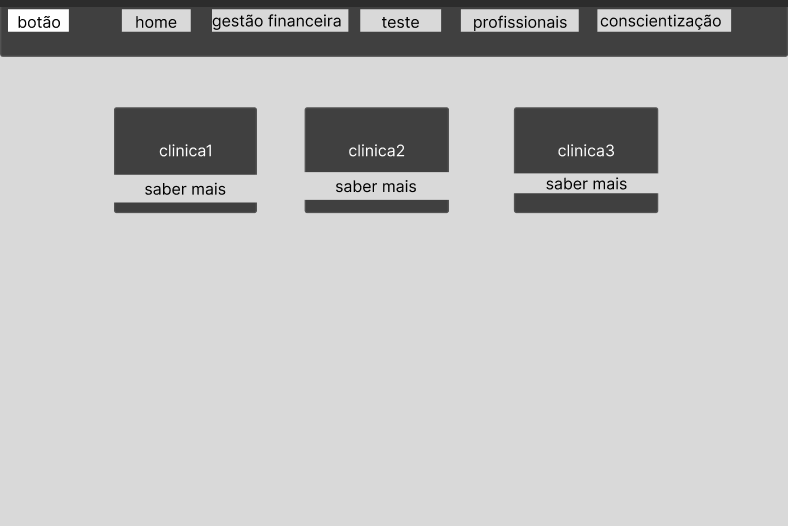 botão
home
gestão financeira
teste
profissionais
conscientização
clinica1
clinica2
clinica3
saber mais
saber mais
saber mais